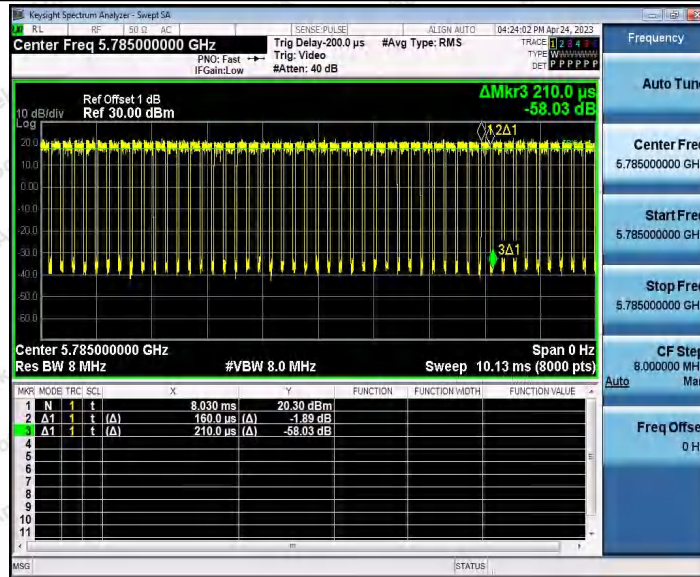 Keysight Spectrum Analyzer - Swept SA
RL RF 50 Ω AC SENSE:PULSE ALIGN AUTO 04:24:02 PM Apr 24, 2023
Center Freq 5.785000000 GHz
PNO: Fast
IFGain:Low
Trig Delay-200.0 µs
Trig: Video
#Atten: 40 dB
#Avg Type: RMS
TRACE 1 2 3 4 5 6
TYPE WWWWWW
DET P P P P P P
Frequency
ΔMkr3 210.0 µs
-58.03 dB
Ref Offset 1 dB
10 dB/div Ref 30.00 dBm
Log
20.0
10.0
0.00
-10.0
-20.0
-30.0
-40.0
-50.0
-60.0
1 2Δ1
3Δ1
Center 5.785000000 GHz Span 0 Hz
Res BW 8 MHz #VBW 8.0 MHz Sweep 10.13 ms (8000 pts)
MKR MODE TRC SCL X Y FUNCTION FUNCTION WIDTH FUNCTION VALUE
1 N 1 t 8.030 ms 20.30 dBm
2 Δ1 1 t (Δ) 160.0 µs (Δ) -1.89 dB
3 Δ1 1 t (Δ) 210.0 µs (Δ) -58.03 dB
4
5
6
7
8
9
10
11
Auto Tune
Center Freq
5.785000000 GH
Start Freq
5.785000000 GH
Stop Freq
5.785000000 GH
CF Step
8.000000 MH
Auto Ma
Freq Offse
0 H
MSG STATUS